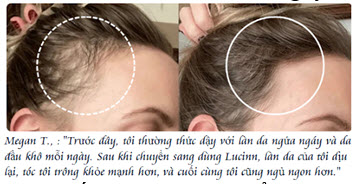 Megan T., : "Trước đây, tôi thường thức dậy với làn da ngứa ngáy và da
đầu khô mỗi ngày. Sau khi chuyển sang dùng Lucinn, làn da của tôi dịu
lại, tóc tôi trông khỏe mạnh hơn, và cuối cùng tôi cũng ngủ ngon hơn."